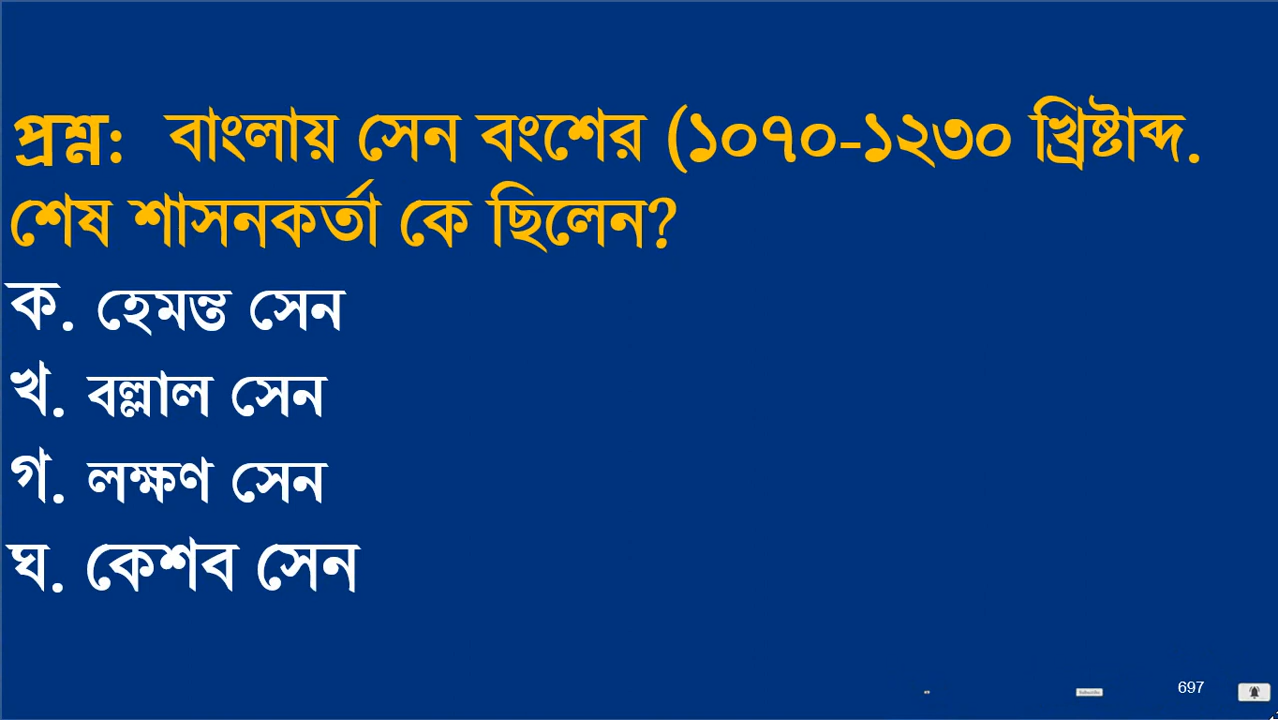 প্রশ্ন: বাংলায় সেন বংশের (১০৭০-১২৩০ খ্রিষ্টাব্দ.
শেষ শাসনকর্তা কে ছিলেন?
ক. হেমন্ত সেন
খ. বল্লাল সেন
গ. লক্ষণ সেন
ঘ. কেশব সেন
697